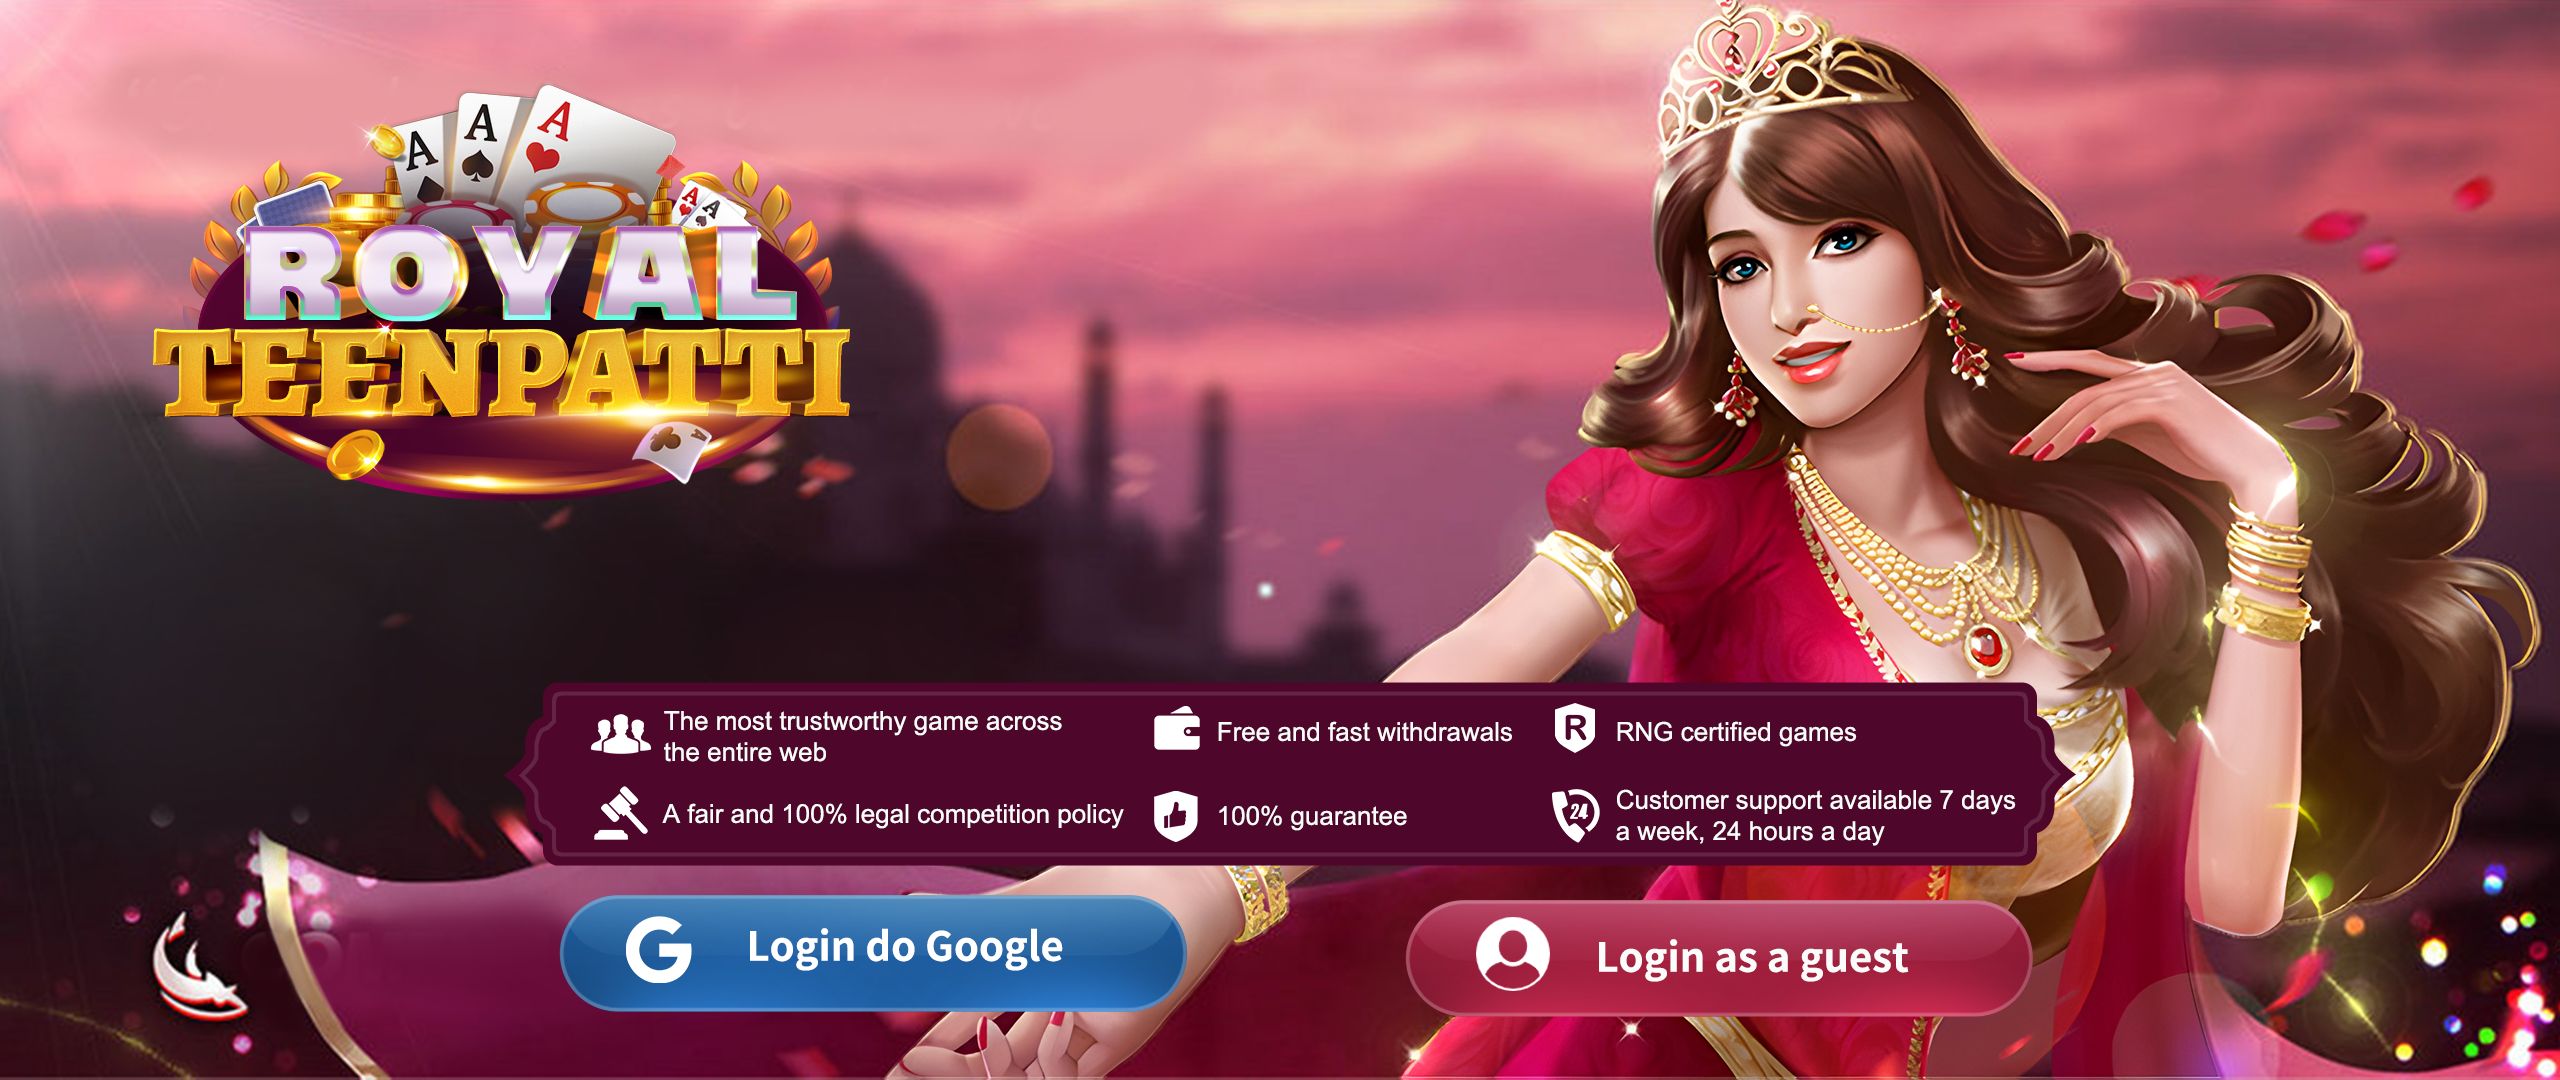 A
A
A
A
A
ROYAL
TEENPATTI
A
The most trustworthy game across
the entire web
Free and fast withdrawals
R
RNG certified games
A fair and 100% legal competition policy
100% guarantee
24
Customer support available 7 days
a week, 24 hours a day
G
Login do Google
Login as a guest